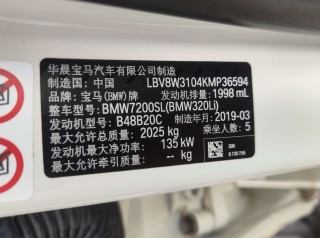 华晨宝马汽车有限公司制造
制造国: 中国 LBV8W3104KMP36594
品牌: 宝马(BMW)牌 发动机排量: 1998 mL
整车型号: BMW7200SL(BMW320Li)
发动机型号: B48B20C 制造年月: 2019-03
最大允许总质量: 2025 kg 乘坐人数: 5
发动机最大净功率: 135 kW
最大允许装载质量: kg
300